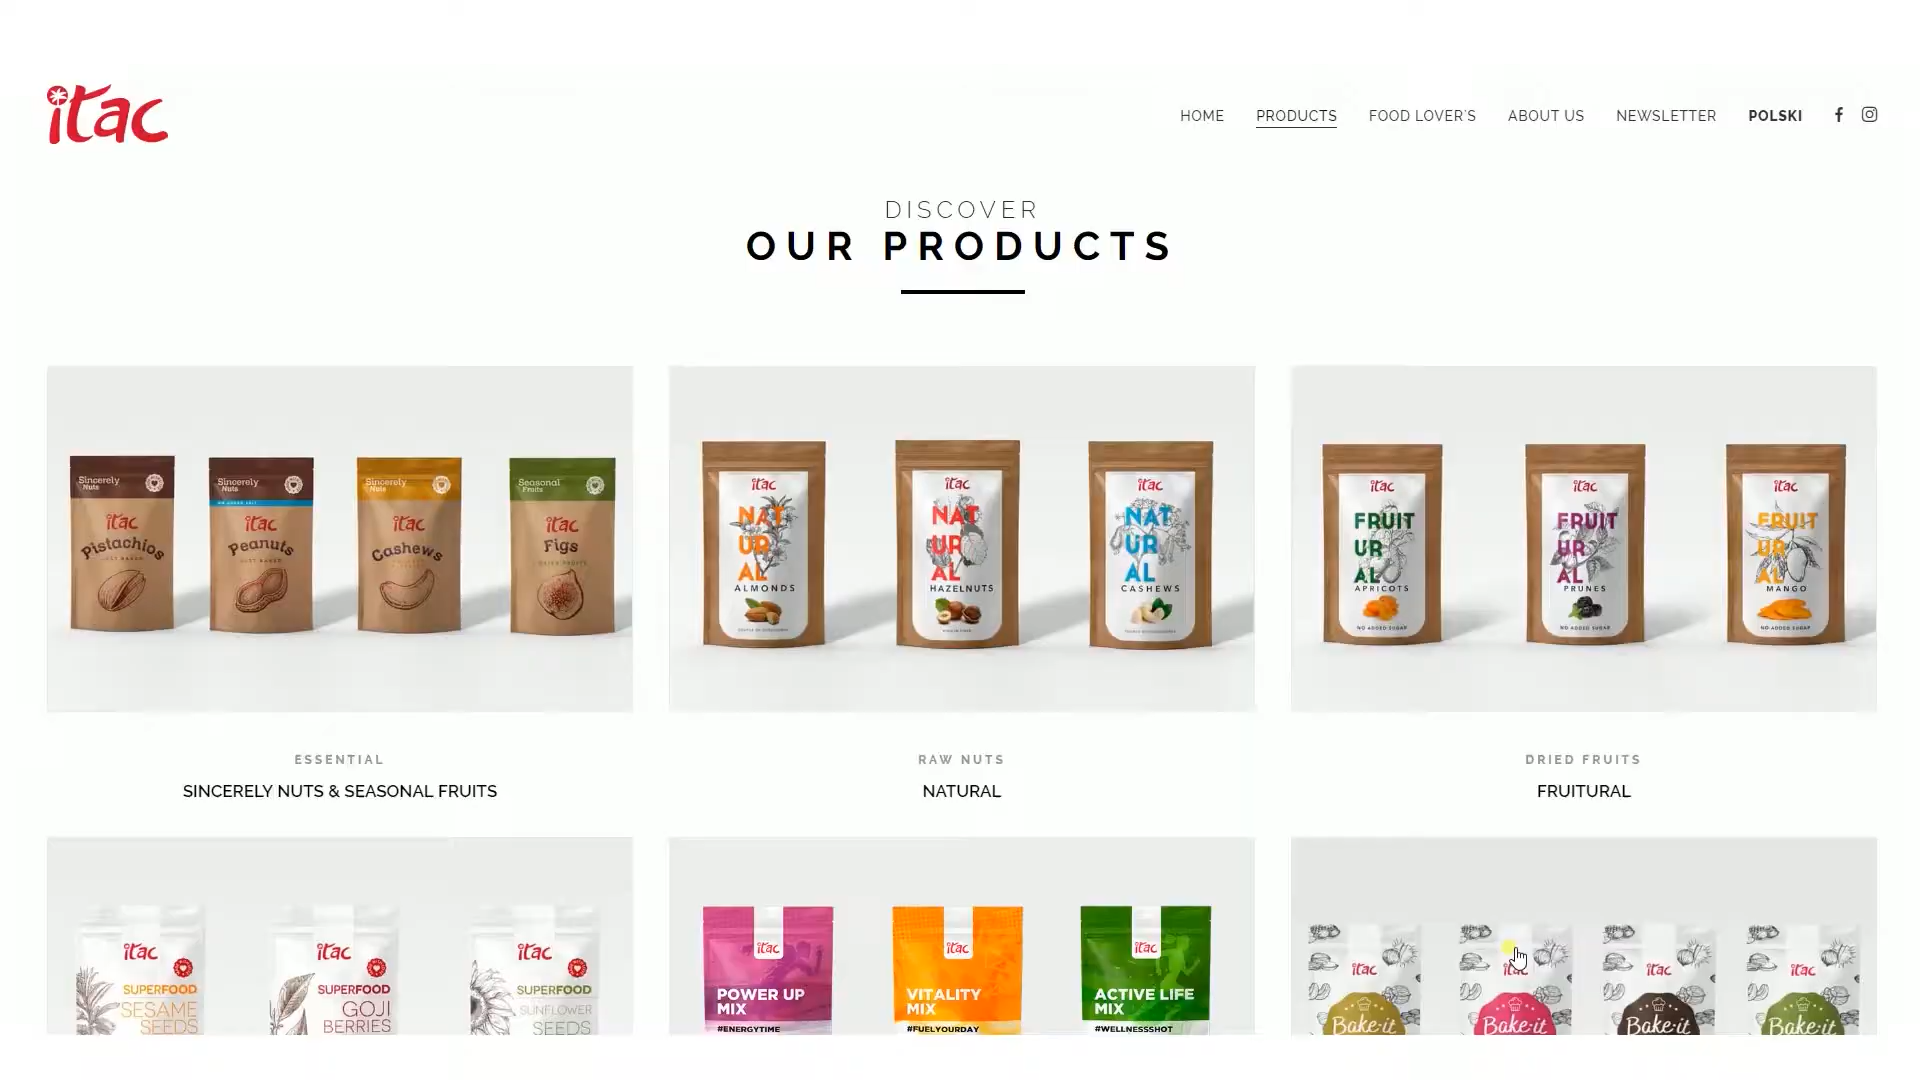 itac
HOME
PRODUCTS
FOOD LOVER'S
ABOUT US
NEWSLETTER
POLSKI
DISCOVER
OUR PRODUCTS
Sincerely
Nuts
itac
Pistachios
Sincerely
Nuts
itac
Peanuts
Sincerely
Nuts
itac
Cashews
Seasonal
Fruits
itac
Figs
DRIED FRUITS
itac
NAT
UR
AL
ALMONDS
itac
NAT
UR
AL
HAZELNUTS
itac
NAT
UR
AL
CASHEWS
itac
FRUIT
UR
AL
APRICOTS
NO ADDED SUGAR
itac
FRUIT
UR
AL
PRUNES
NO ADDED SUGAR
itac
FRUIT
UR
AL
MANGO
NO ADDED SUGAR
ESSENTIAL
SINCERELY NUTS & SEASONAL FRUITS
RAW NUTS
NATURAL
DRIED FRUITS
FRUITURAL
itac
SUPERFOOD
SESAME
SEEDS
itac
SUPERFOOD
GOJI
BERRIES
itac
SUPERFOOD
SUNFLOWER
SEEDS
itac
POWER UP
MIX
#ENERGYTIME
itac
VITALITY
MIX
#FUELYOURDAY
itac
ACTIVE LIFE
MIX
#WELLNESSSHOT
itac
Bake-it
itac
Bake-it
itac
Bake-it
itac
Bake-it